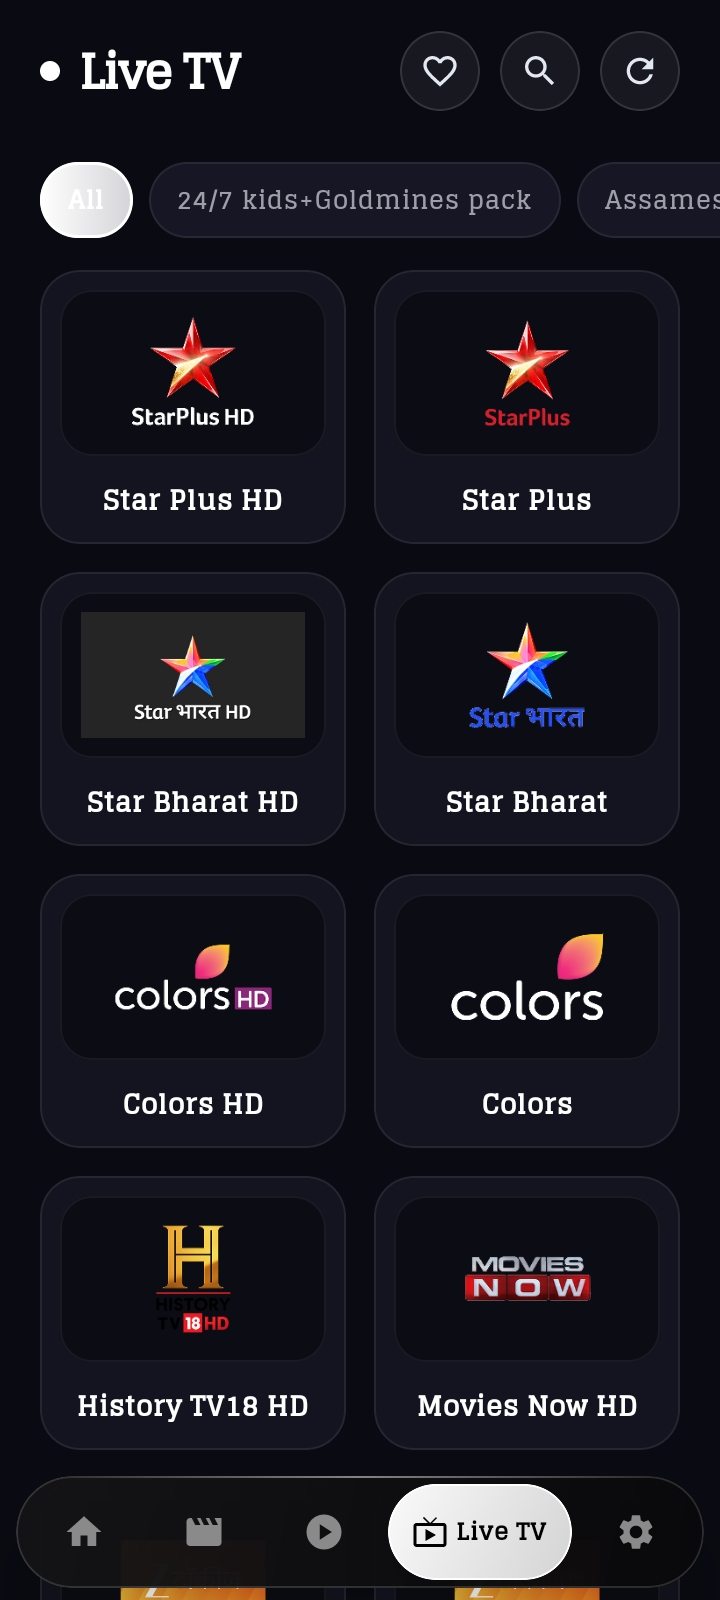 Live TV
All
24/7 kids+Goldmines pack
Assames
StarPlus HD
StarPlus
Star Plus HD
Star Plus
Star भारत HD
Star भारत
Star Bharat HD
Star Bharat
colors HD
colors
Colors HD
Colors
H
HISTORY
TV 18 HD
MOVIES
NOW
History TV18 HD
Movies Now HD
Live TV